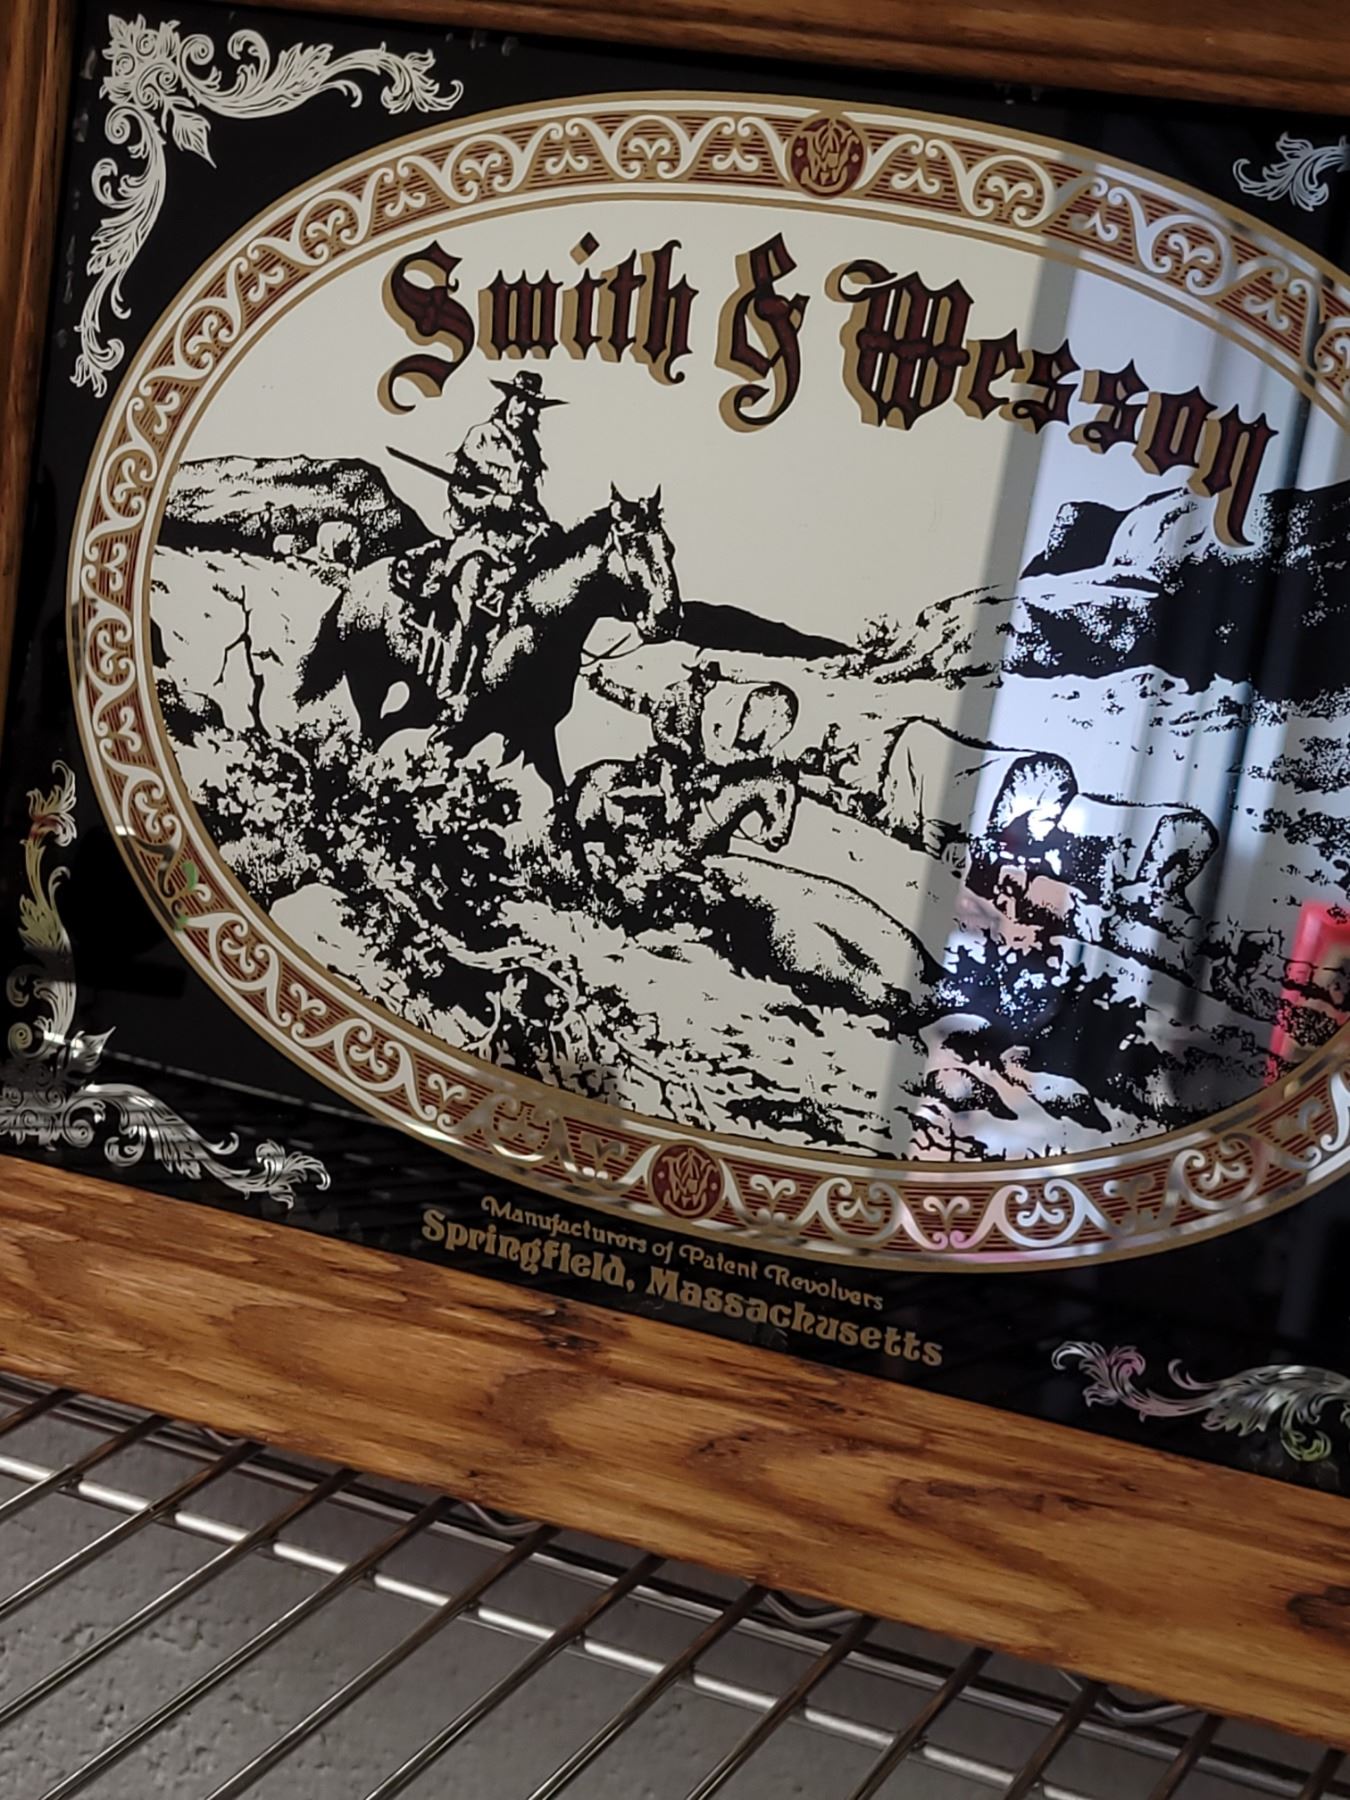 Smith & Wesson
Manufacturers of Patent Revolvers
Springfield, Massachusetts